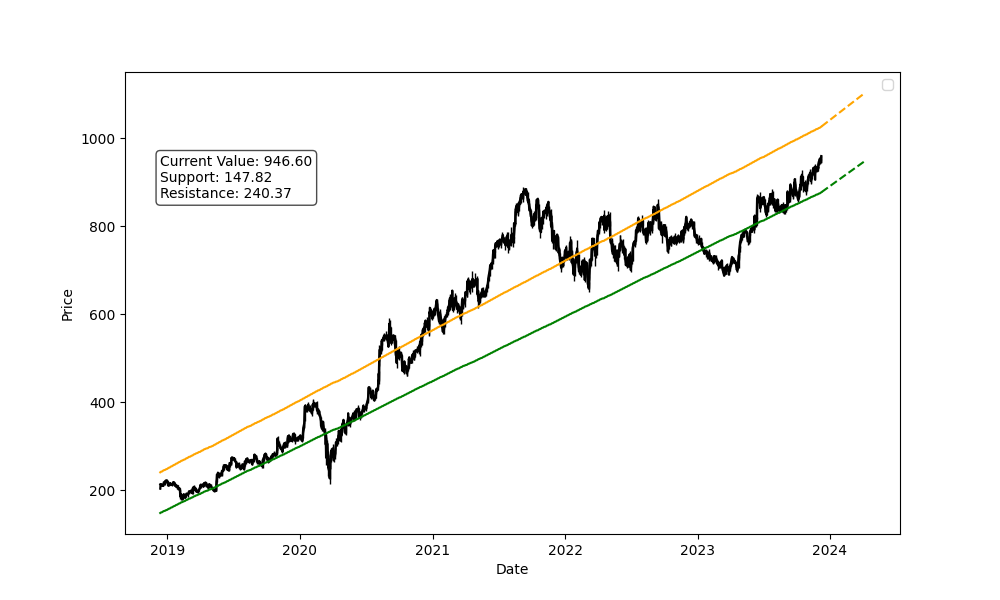 1000
800
600
400
200
Price
Current Value: 946.60
Support: 147.82
Resistance: 240.37
2019 2020 2021 2022 2023 2024
Date